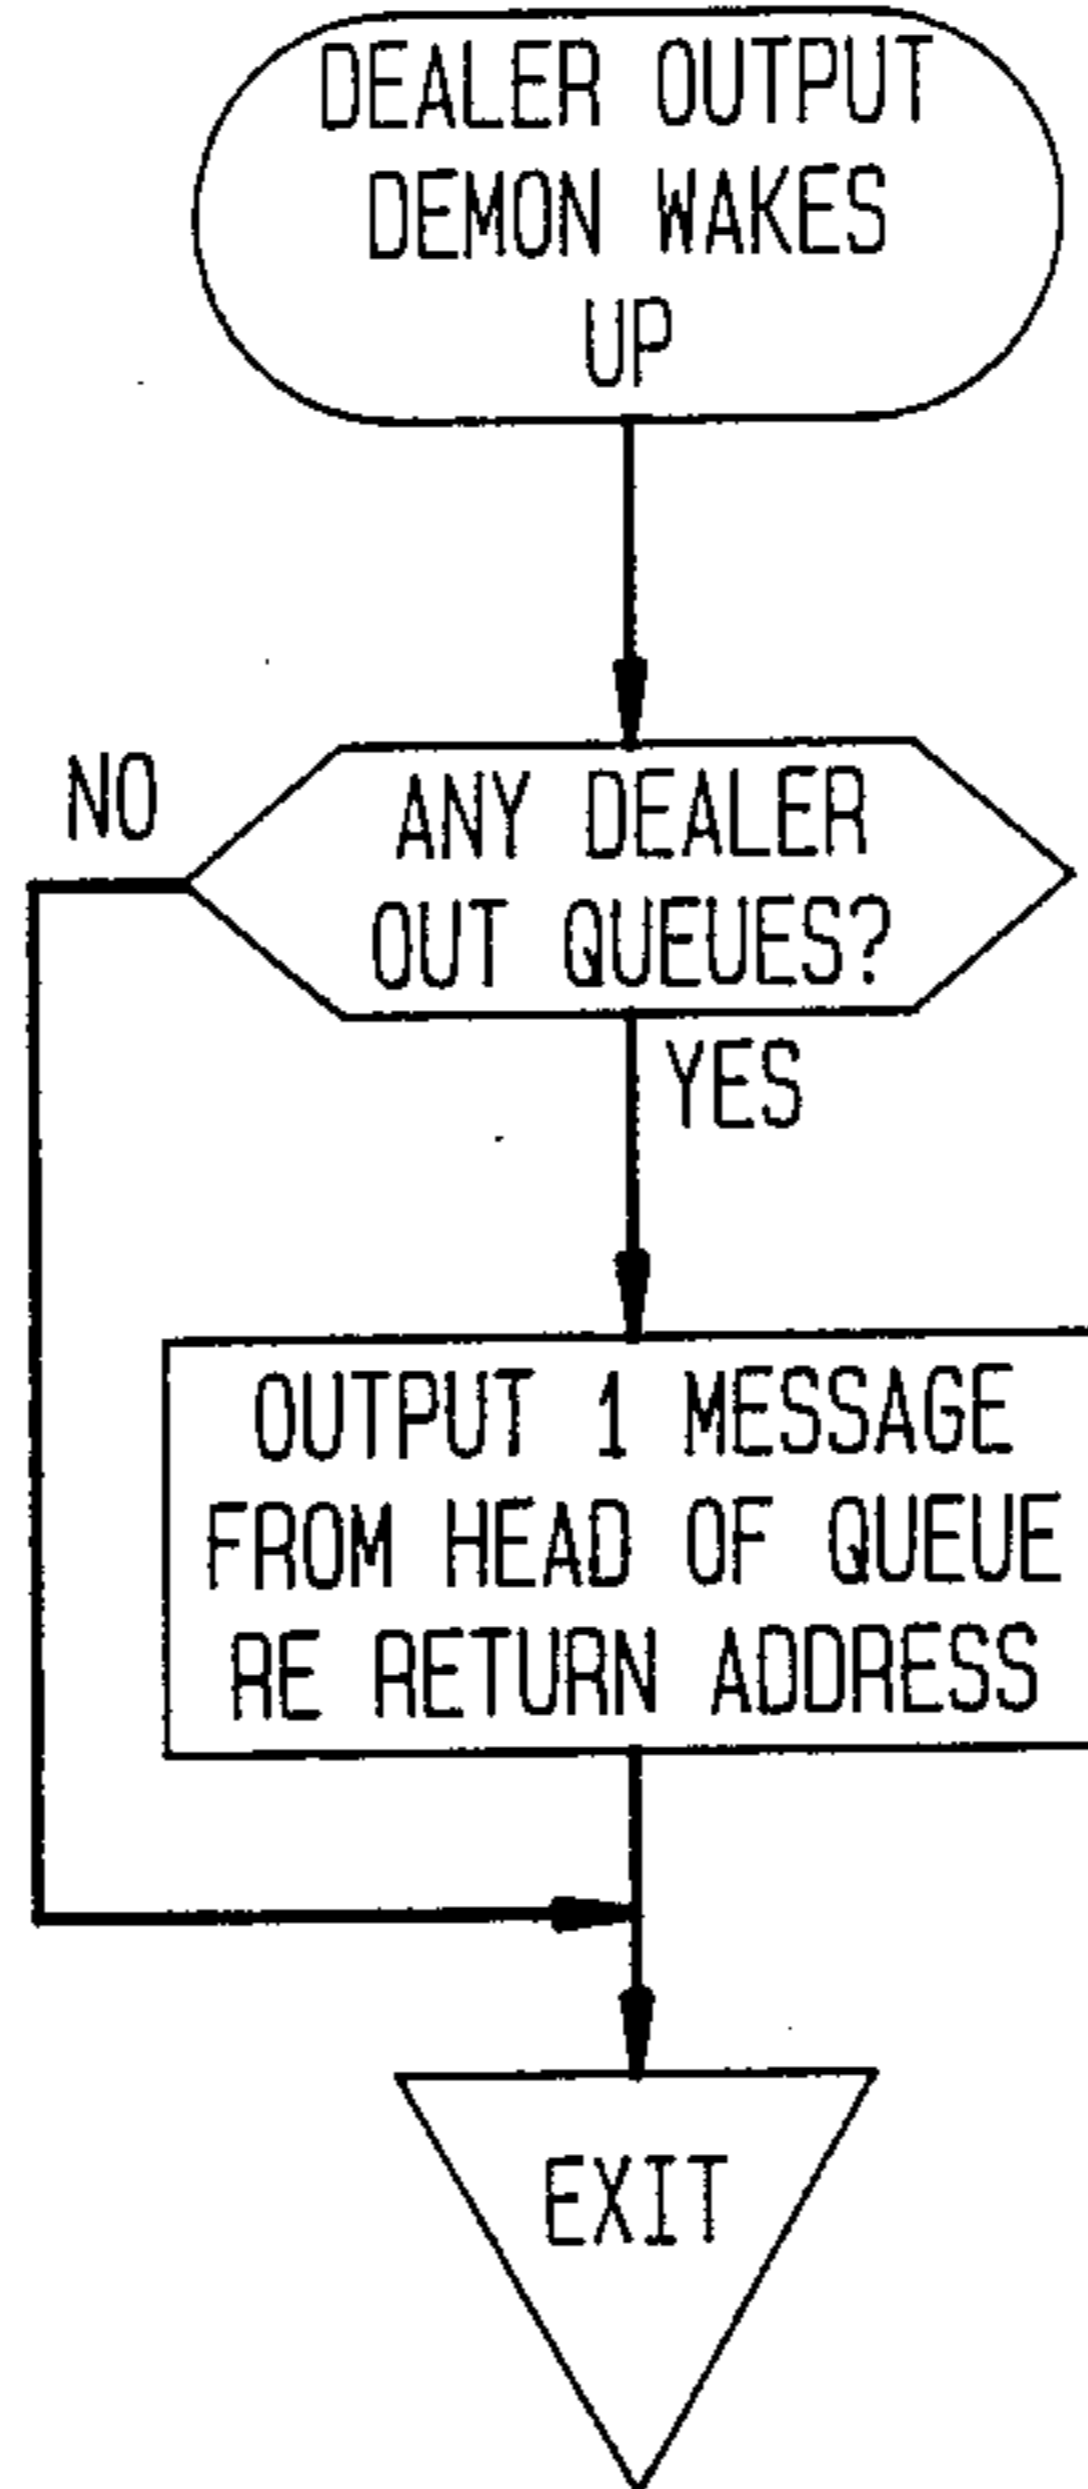 DEALER OUTPUT
DEMON WAKES
UP
NO
ANY DEALER
OUT QUEUES?
YES
OUTPUT 1 MESSAGE
FROM HEAD OF QUEUE
RE RETURN ADDRESS
EXIT